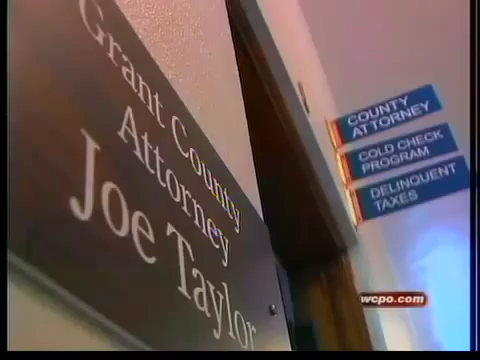 Grant County
Attorney
Joe Taylor
COUNTY
ATTORNEY
COLD CHECK
PROGRAM
DELINQUENT
TAXES
wcpo.com